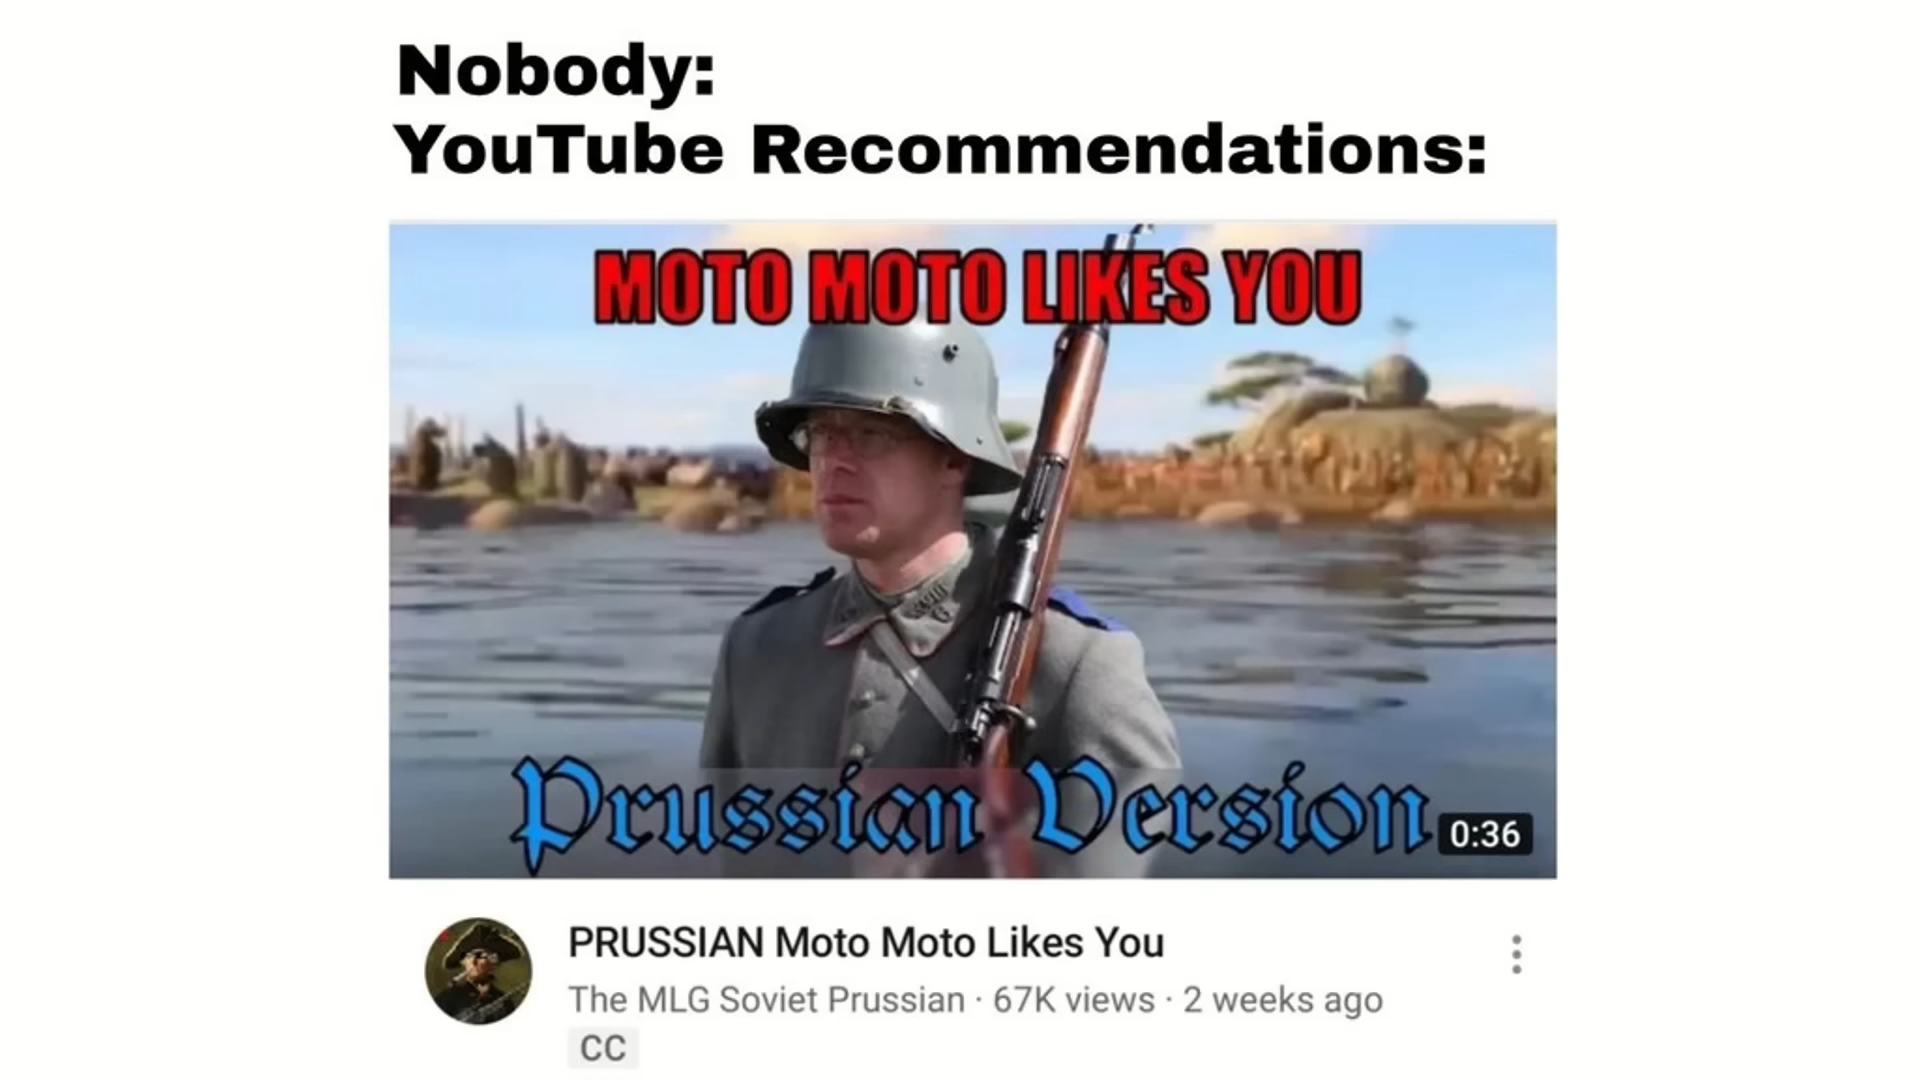 Nobody:
YouTube Recommendations:
MOTO MOTO LIKES YOU
Prussian Version
0:36
PRUSSIAN Moto Moto Likes You
The MLG Soviet Prussian · 67K views · 2 weeks ago
CC